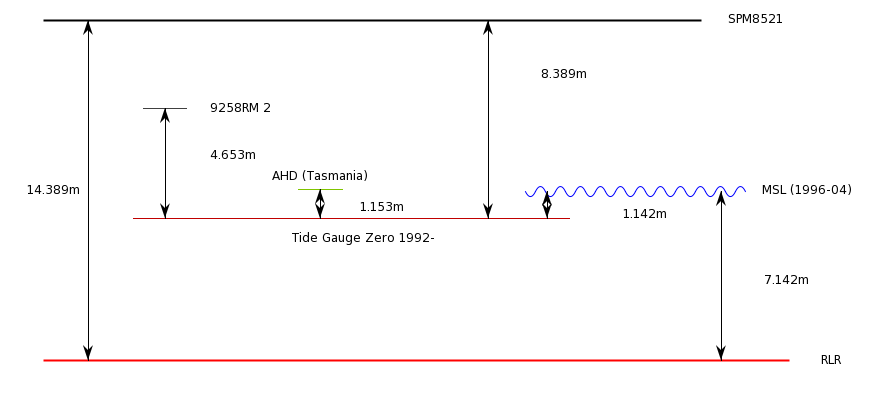 SPM8521
8.389m
9258RM 2
4.653m
AHD (Tasmania)
14.389m
MSL (1996-04)
1.153m
1.142m
Tide Gauge Zero 1992-
7.142m
RLR